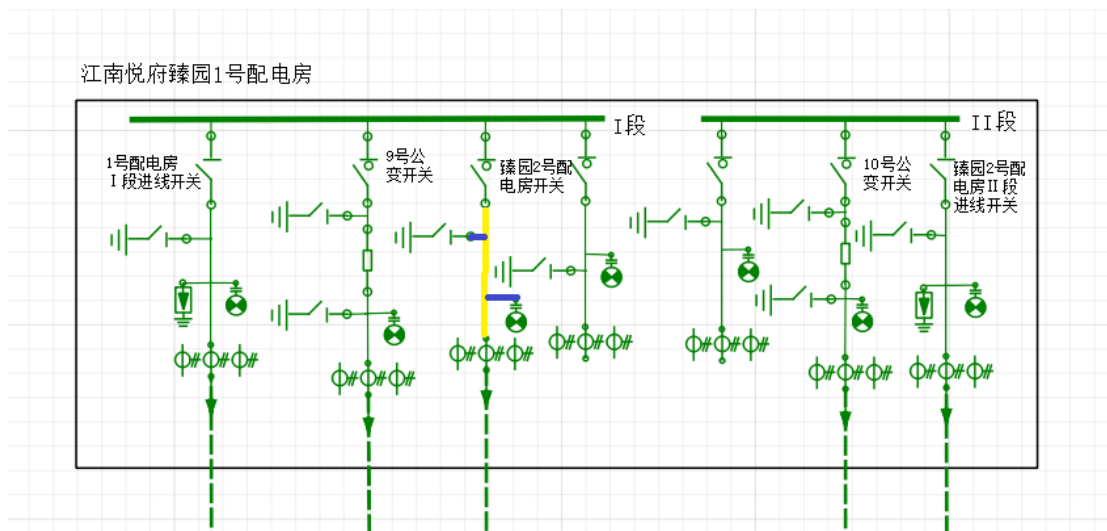 江南悦府臻园1号配电房
I段
II段
1号配电房
I段进线开关
9号公
变开关
臻园2号配
电房开关
10号公
变开关
臻园2号配
电房II段
进线开关